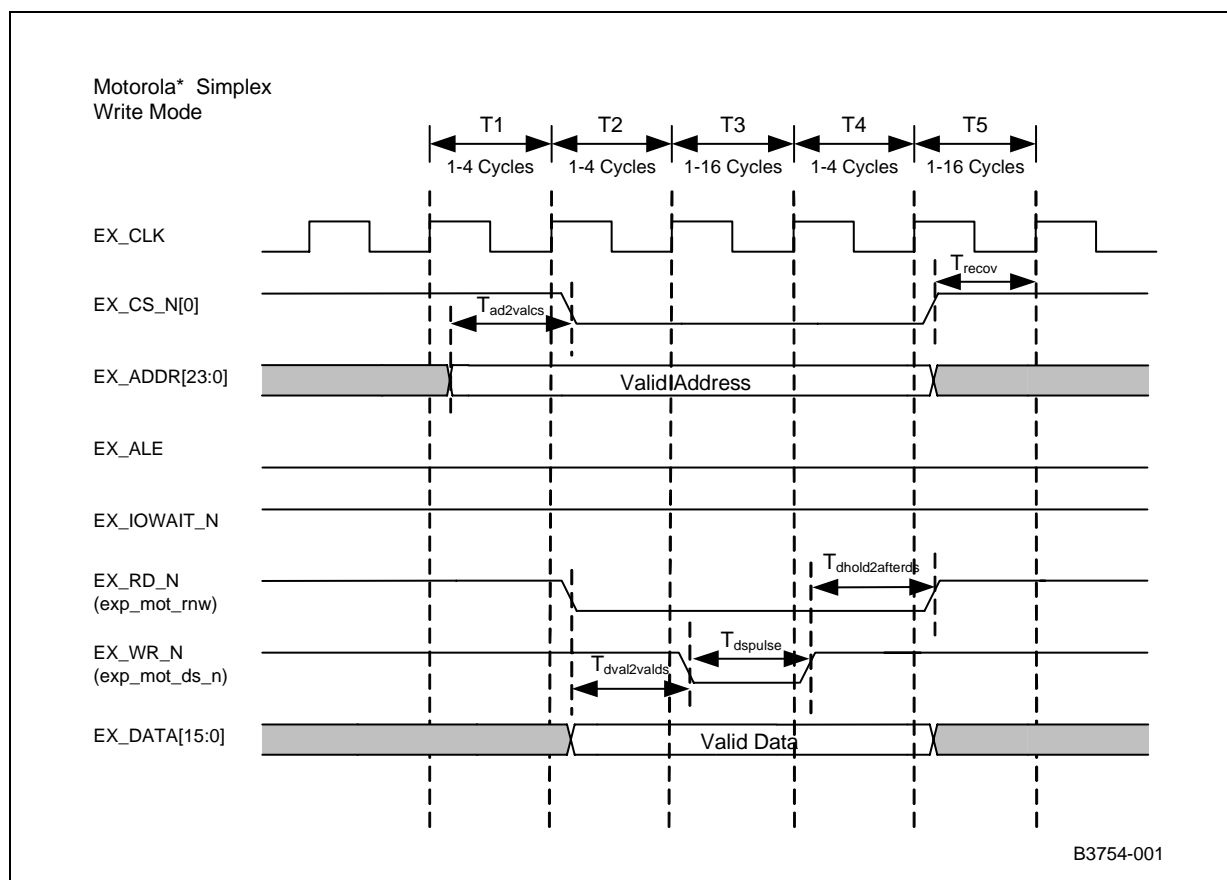 Motorola* Simplex
Write Mode
T1 T2 T3 T4 T5
1-4 Cycles 1-4 Cycles 1-16 Cycles 1-4 Cycles 1-16 Cycles
EX_CLK
Trecov
EX_CS_N[0]
Tad2valcs
EX_ADDR[23:0]
Valid Address
EX_ALE
EX_IOWAIT_N
EX_RD_N
(exp_mot_rnw)
Tdhold2afterds
EX_WR_N
(exp_mot_ds_n)
Tdspulse
Tdval2valds
EX_DATA[15:0]
Valid Data
B3754-001